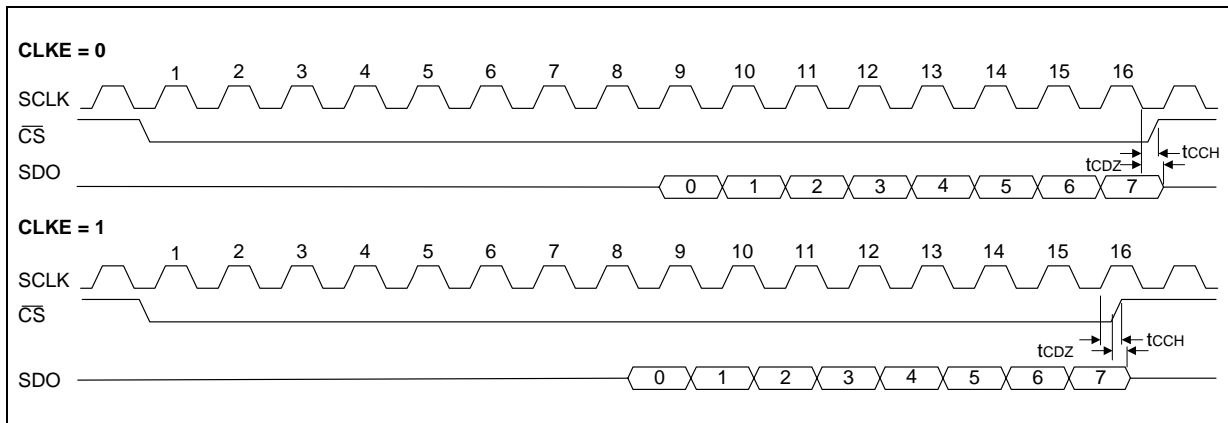 CLKE = 0
1 2 3 4 5 6 7 8 9 10 11 12 13 14 15 16
SCLK
CS
tCCH
tCDZ
SDO
0 1 2 3 4 5 6 7
CLKE = 1
1 2 3 4 5 6 7 8 9 10 11 12 13 14 15 16
SCLK
CS
tCDZ tCCH
SDO
0 1 2 3 4 5 6 7